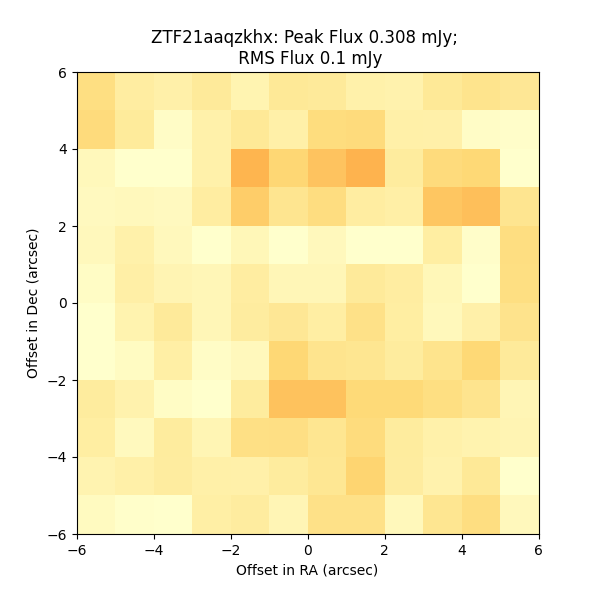 ZTF21aaqzkhx: Peak Flux 0.308 mJy;
RMS Flux 0.1 mJy
6
4
2
0
−2
−4
−6
Offset in Dec (arcsec)
−6 −4 −2 0 2 4 6
Offset in RA (arcsec)